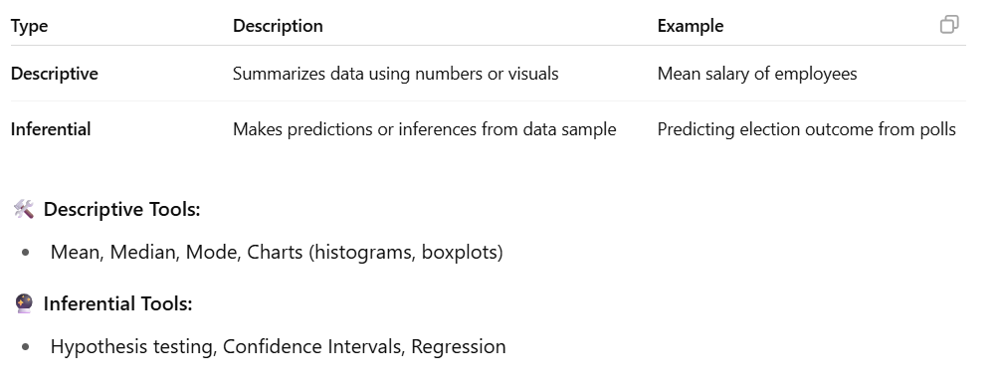 Type Description Example
Descriptive Summarizes data using numbers or visuals Mean salary of employees
Inferential Makes predictions or inferences from data sample Predicting election outcome from polls
🛠️ Descriptive Tools:
• Mean, Median, Mode, Charts (histograms, boxplots)
🔮 Inferential Tools:
• Hypothesis testing, Confidence Intervals, Regression